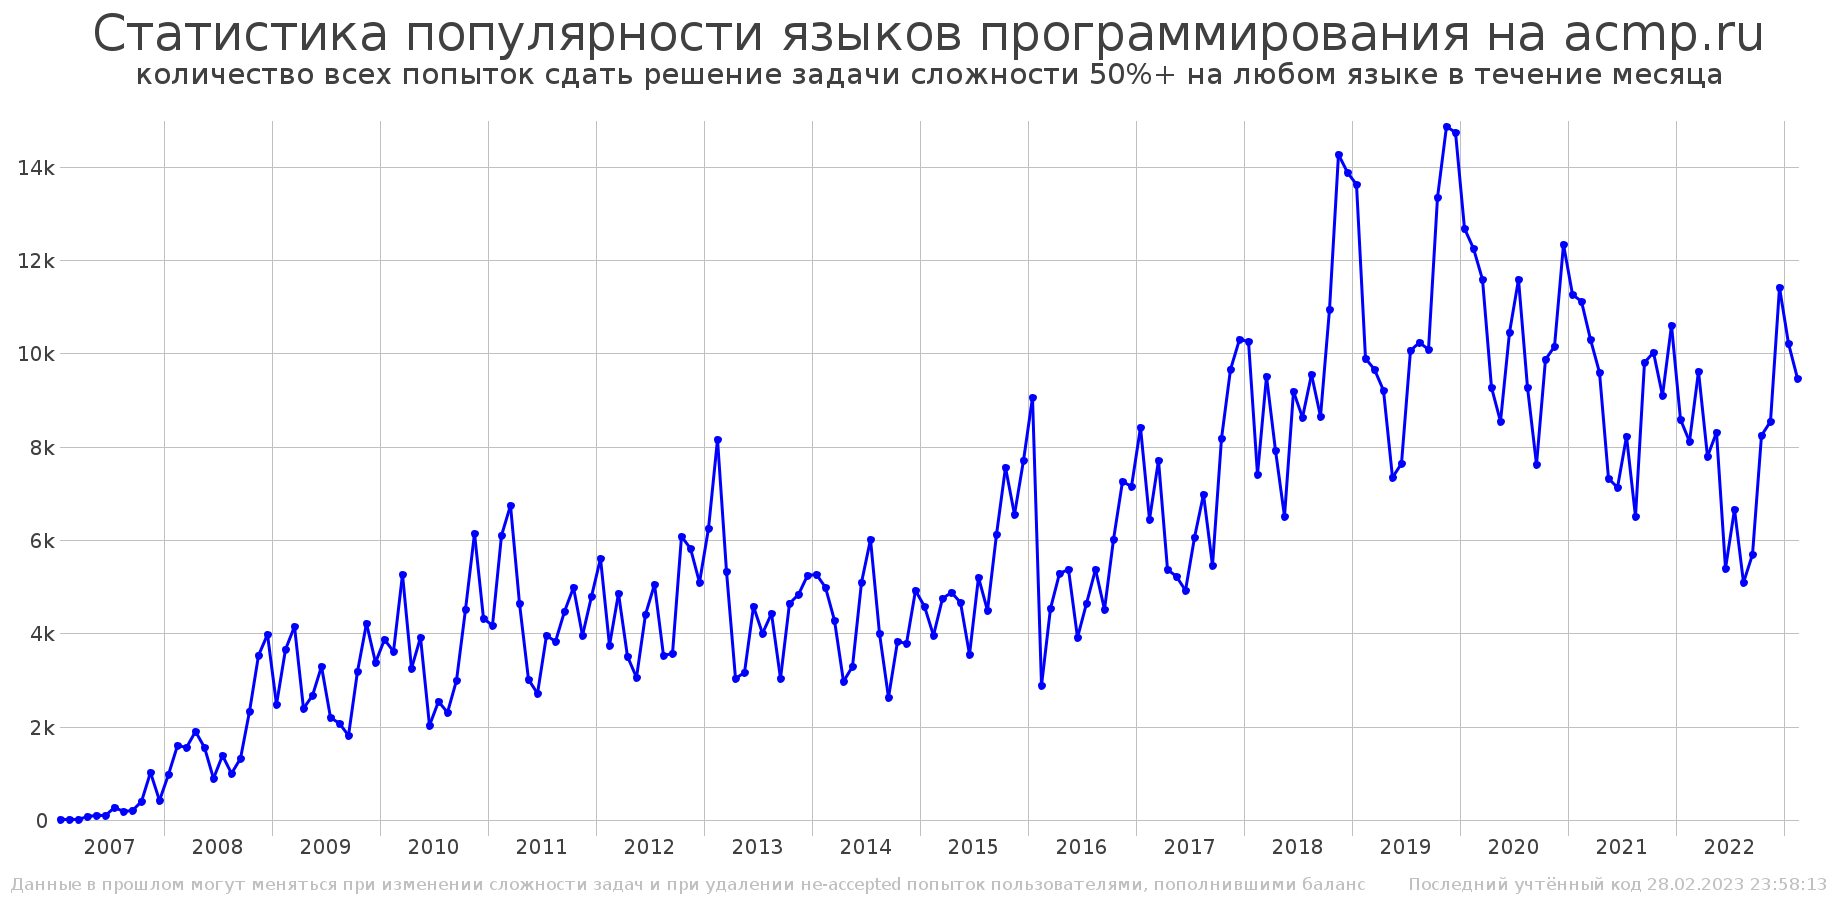 Статистика популярности языков программирования на acmp.ru
количество всех попыток сдать решение задачи сложности 50%+ на любом языке в течение месяца
14k
12k
10k
8k
6k
4k
2k
0
2007 2008 2009 2010 2011 2012 2013 2014 2015 2016 2017 2018 2019 2020 2021 2022
Данные в прошлом могут меняться при изменении сложности задач и при удалении не-accepted попыток пользователями, пополнившими баланс Последний учтённый код 28.02.2023 23:58:13